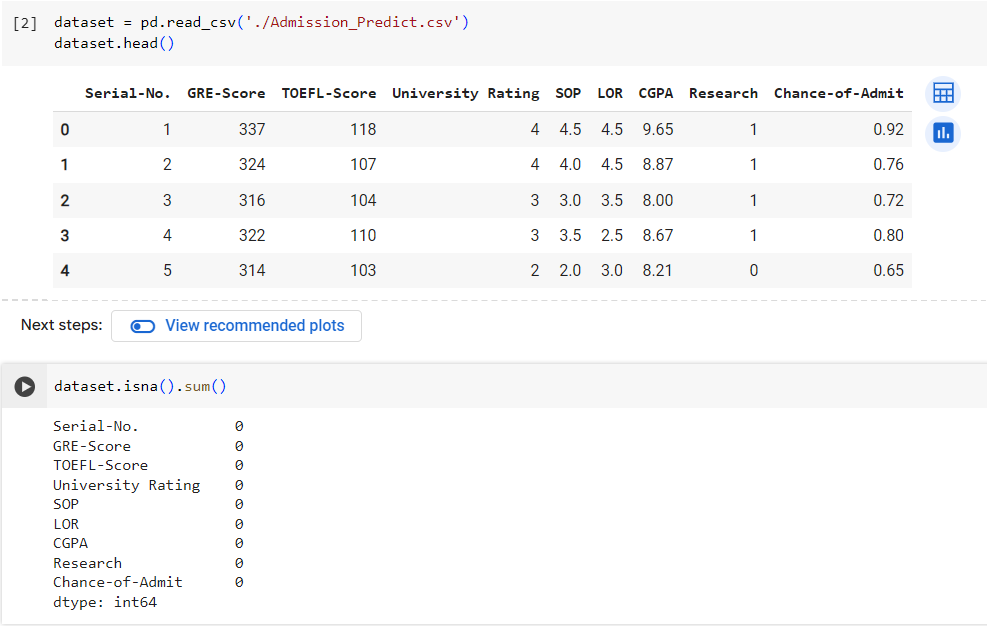 [2] dataset = pd.read_csv('./Admission_Predict.csv')
dataset.head()
Serial-No. GRE-Score TOEFL-Score University Rating SOP LOR CGPA Research Chance-of-Admit
0 1 337 118 4 4.5 4.5 9.65 1 0.92
1 2 324 107 4 4.0 4.5 8.87 1 0.76
2 3 316 104 3 3.0 3.5 8.00 1 0.72
3 4 322 110 3 3.5 2.5 8.67 1 0.80
4 5 314 103 2 2.0 3.0 8.21 0 0.65
Next steps: View recommended plots
dataset.isna().sum()
Serial-No. 0
GRE-Score 0
TOEFL-Score 0
University Rating 0
SOP 0
LOR 0
CGPA 0
Research 0
Chance-of-Admit 0
dtype: int64